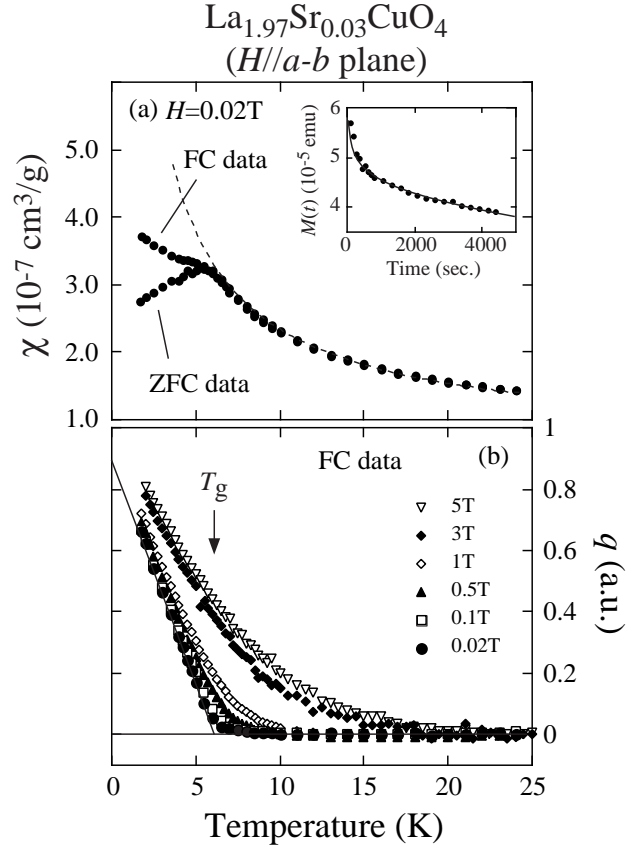 La1.97Sr0.03CuO4
(H//a-b plane)
(a) H=0.02T
FC data
ZFC data
χ (10-7 cm3/g)
5.0
4.0
3.0
2.0
1.0
M(t) (10-5 emu)
6
5
4
0 2000 4000
Time (sec.)
FC data
(b)
Tg
5T
3T
1T
0.5T
0.1T
0.02T
1
0.8
0.6
0.4
0.2
0
q (a.u.)
0 5 10 15 20 25
Temperature (K)